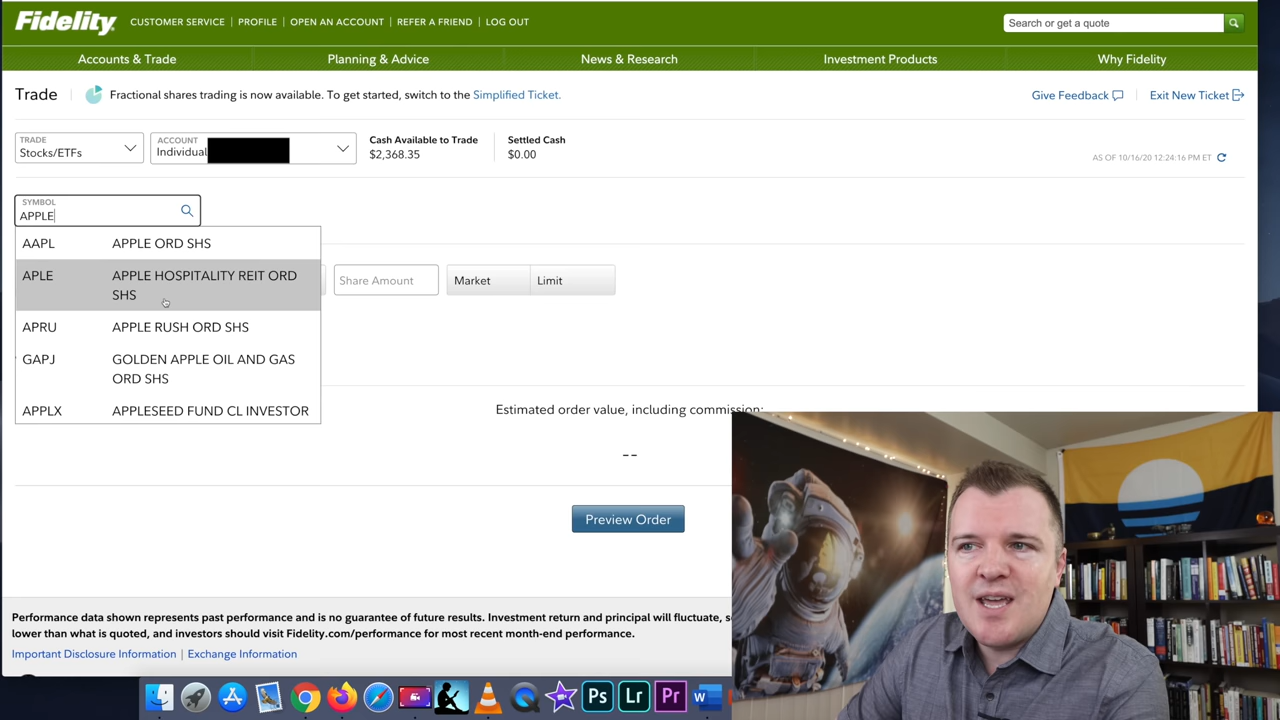 Fidelity
CUSTOMER SERVICE | PROFILE | OPEN AN ACCOUNT | REFER A FRIEND | LOG OUT
Search or get a quote
Accounts & Trade
Planning & Advice
News & Research
Investment Products
Why Fidelity
Trade
Fractional shares trading is now available. To get started, switch to the Simplified Ticket.
Give Feedback
Exit New Ticket
TRADE
Stocks/ETFs
ACCOUNT
Individual
Cash Available to Trade
$2,368.35
Settled Cash
$0.00
AS OF 10/16/20 12:24:16 PM ET
SYMBOL
APPLE
AAPL APPLE ORD SHS
APLE APPLE HOSPITALITY REIT ORD
SHS
APRU APPLE RUSH ORD SHS
GAPJ GOLDEN APPLE OIL AND GAS
ORD SHS
APPLX APPLESEED FUND CL INVESTOR
Share Amount
Market
Limit
Estimated order value, including commission:
--
Preview Order
Performance data shown represents past performance and is no guarantee of future results. Investment return and principal will fluctuate, s
lower than what is quoted, and investors should visit Fidelity.com/performance for most recent month-end performance.
Important Disclosure Information | Exchange Information
Ps
Lr
Pr
W